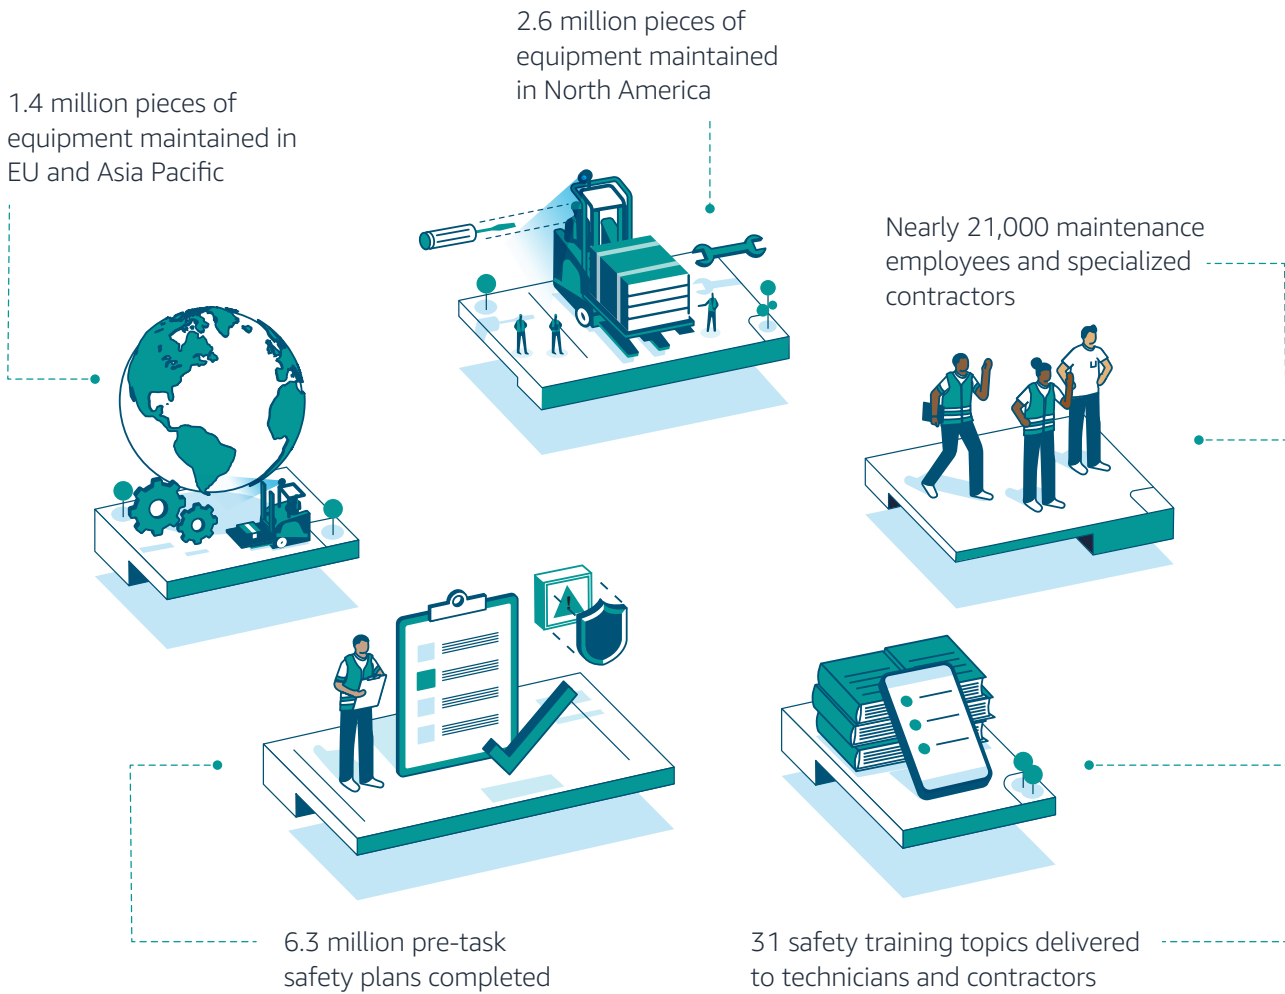 2.6 million pieces of
equipment maintained
in North America
1.4 million pieces of
equipment maintained in
EU and Asia Pacific
Nearly 21,000 maintenance
employees and specialized
contractors
6.3 million pre-task
safety plans completed
31 safety training topics delivered
to technicians and contractors